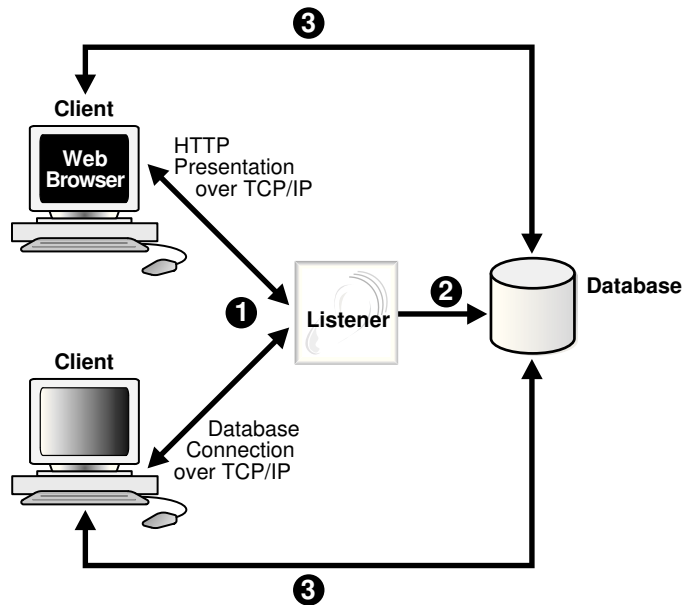 3
Client
Web
Browser
HTTP
Presentation
over TCP/IP
1
Listener
2
Database
Client
Database
Connection
over TCP/IP
3